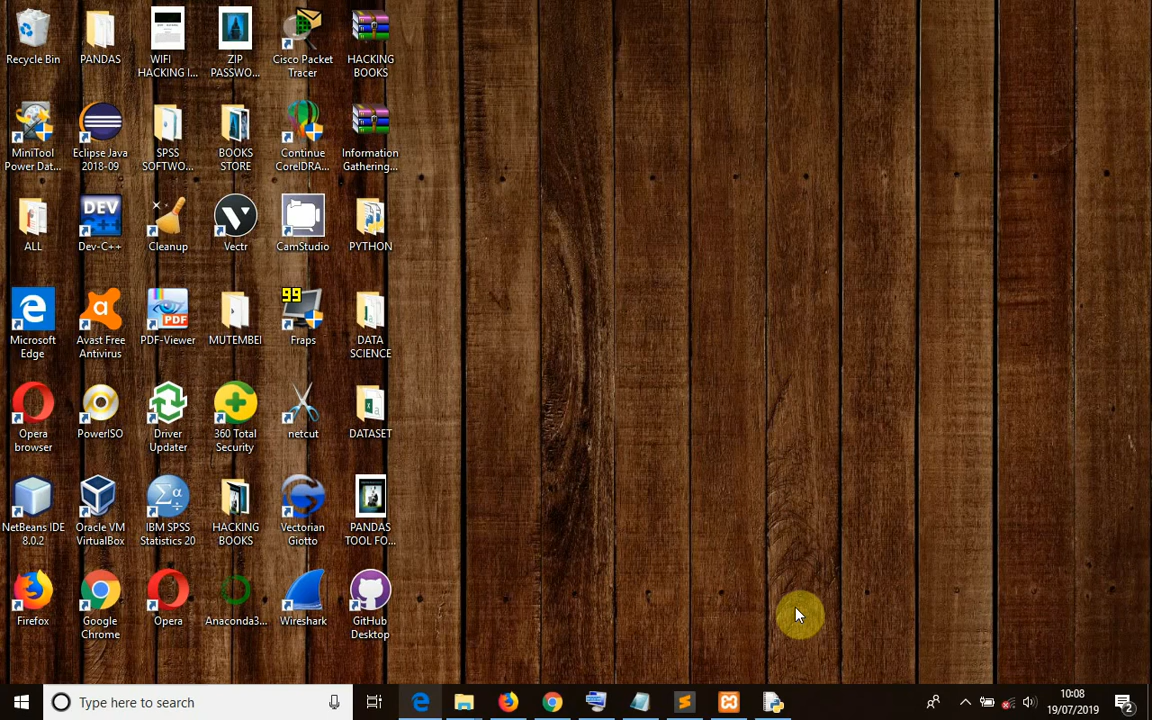 Recycle Bin
PANDAS
WIFI
HACKING I...
ZIP
PASSWO...
Cisco Packet
Tracer
HACKING
BOOKS
MiniTool
Power Dat...
Eclipse Java
2018-09
SPSS
SOFTWO...
BOOKS
STORE
Continue
CorelDRA...
Information
Gathering...
ALL
DEV
C++
Dev-C++
Cleanup
Vectr
CamStudio
PYTHON
Microsoft
Edge
Avast Free
Antivirus
PDF
PDF-Viewer
MUTEMBEI
99
Fraps
DATA
SCIENCE
Opera
browser
PowerISO
Driver
Updater
360 Total
Security
netcut
DATASET
NetBeans IDE
8.0.2
Oracle VM
VirtualBox
IBM SPSS
Statistics 20
HACKING
BOOKS
Vectorian
Giotto
PANDAS
TOOL FO...
Firefox
Google
Chrome
Opera
Anaconda3...
Wireshark
GitHub
Desktop
Type here to search
10:08
19/07/2019
2